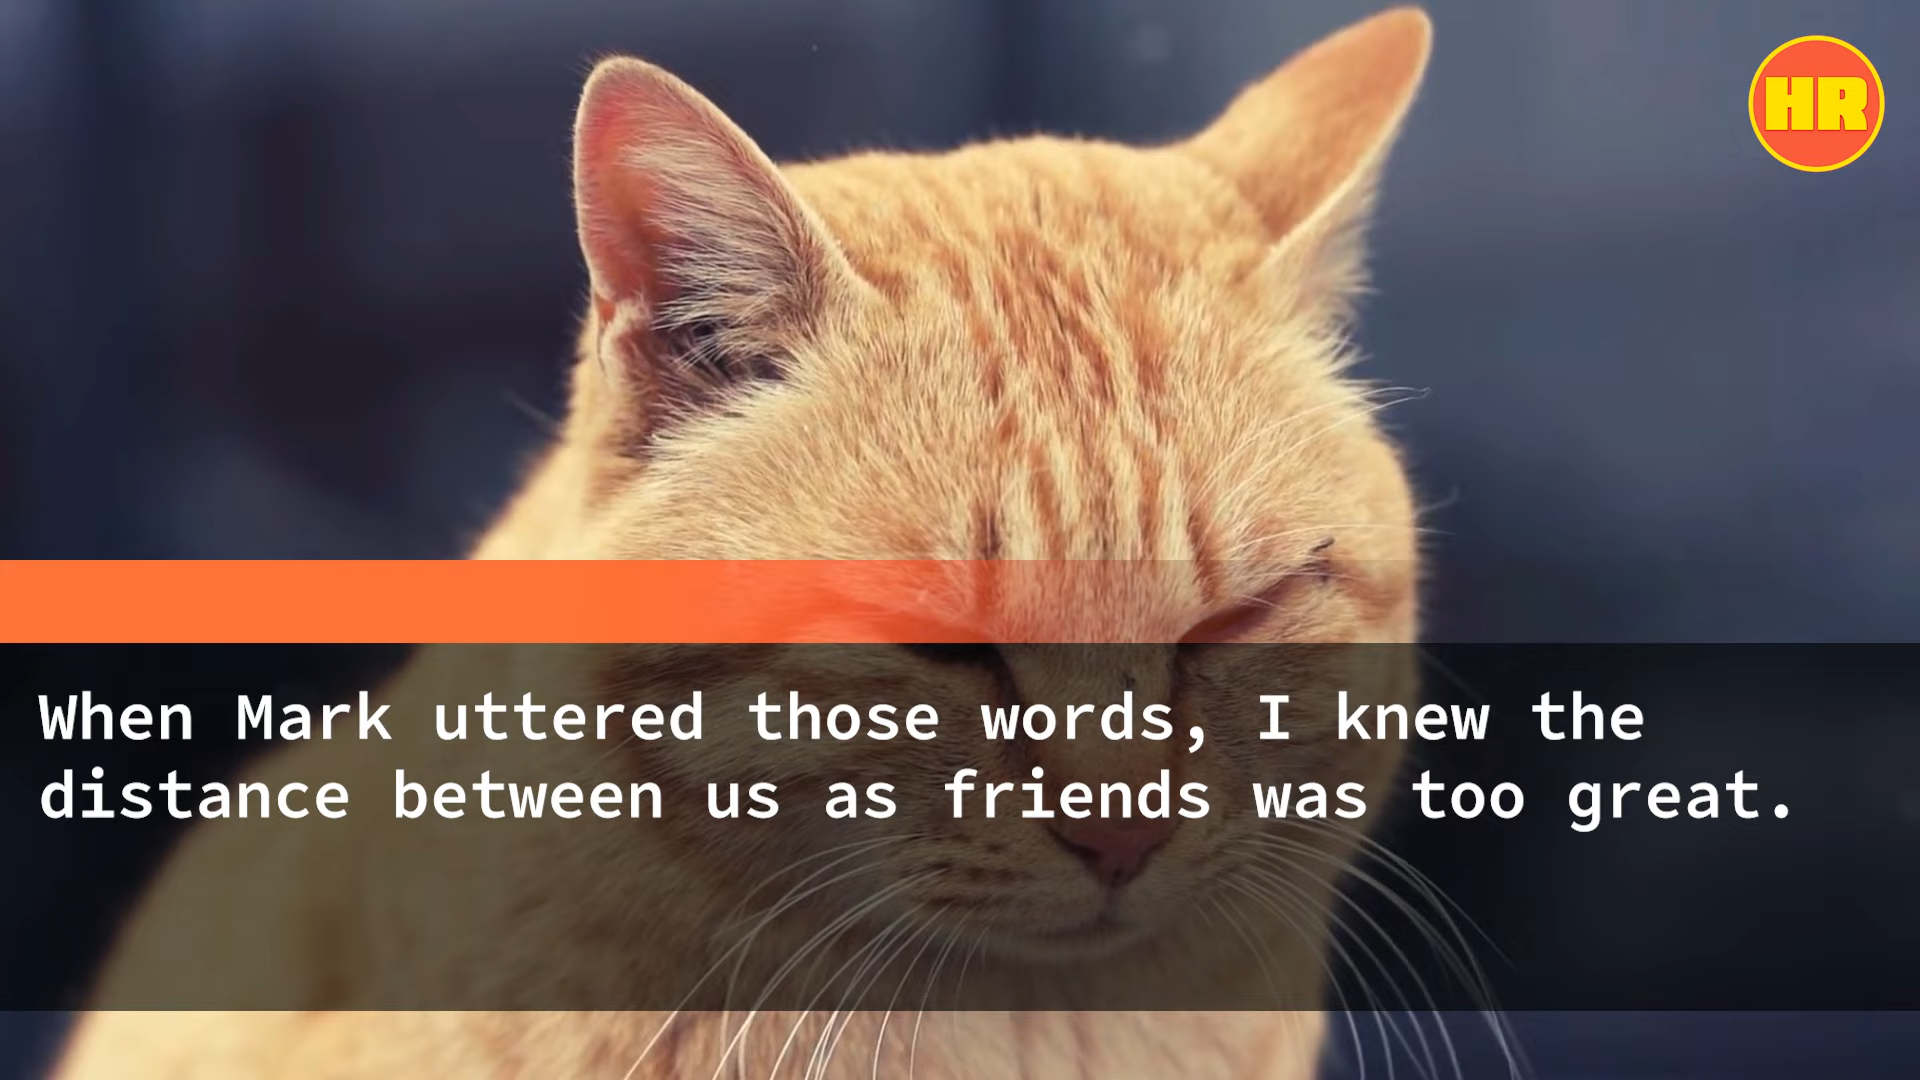 HR
When Mark uttered those words, I knew the
distance between us as friends was too great.